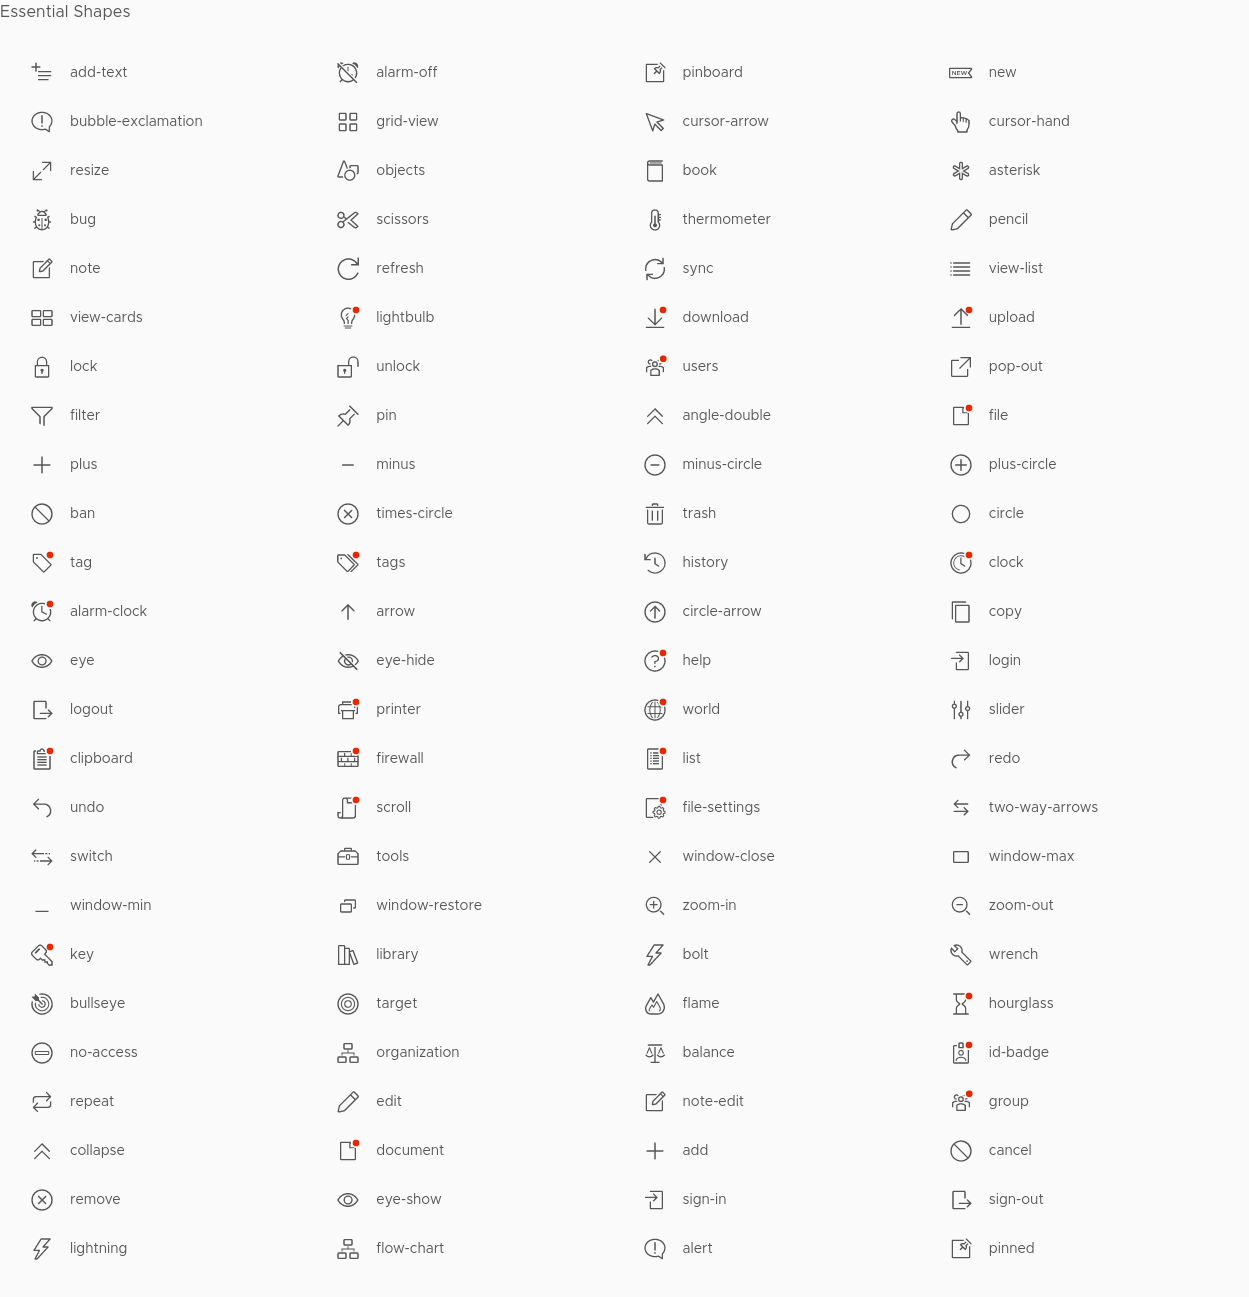 Essential Shapes
add-text alarm-off pinboard NEW new
bubble-exclamation grid-view cursor-arrow cursor-hand
resize objects book asterisk
bug scissors thermometer pencil
note refresh sync view-list
view-cards lightbulb download upload
lock unlock users pop-out
filter pin angle-double file
plus minus minus-circle plus-circle
ban times-circle trash circle
tag tags history clock
alarm-clock arrow circle-arrow copy
eye eye-hide help login
logout printer world slider
clipboard firewall list redo
undo scroll file-settings two-way-arrows
switch tools window-close window-max
window-min window-restore zoom-in zoom-out
key library bolt wrench
bullseye target flame hourglass
no-access organization balance id-badge
repeat edit note-edit group
collapse document add cancel
remove eye-show sign-in sign-out
lightning flow-chart alert pinned